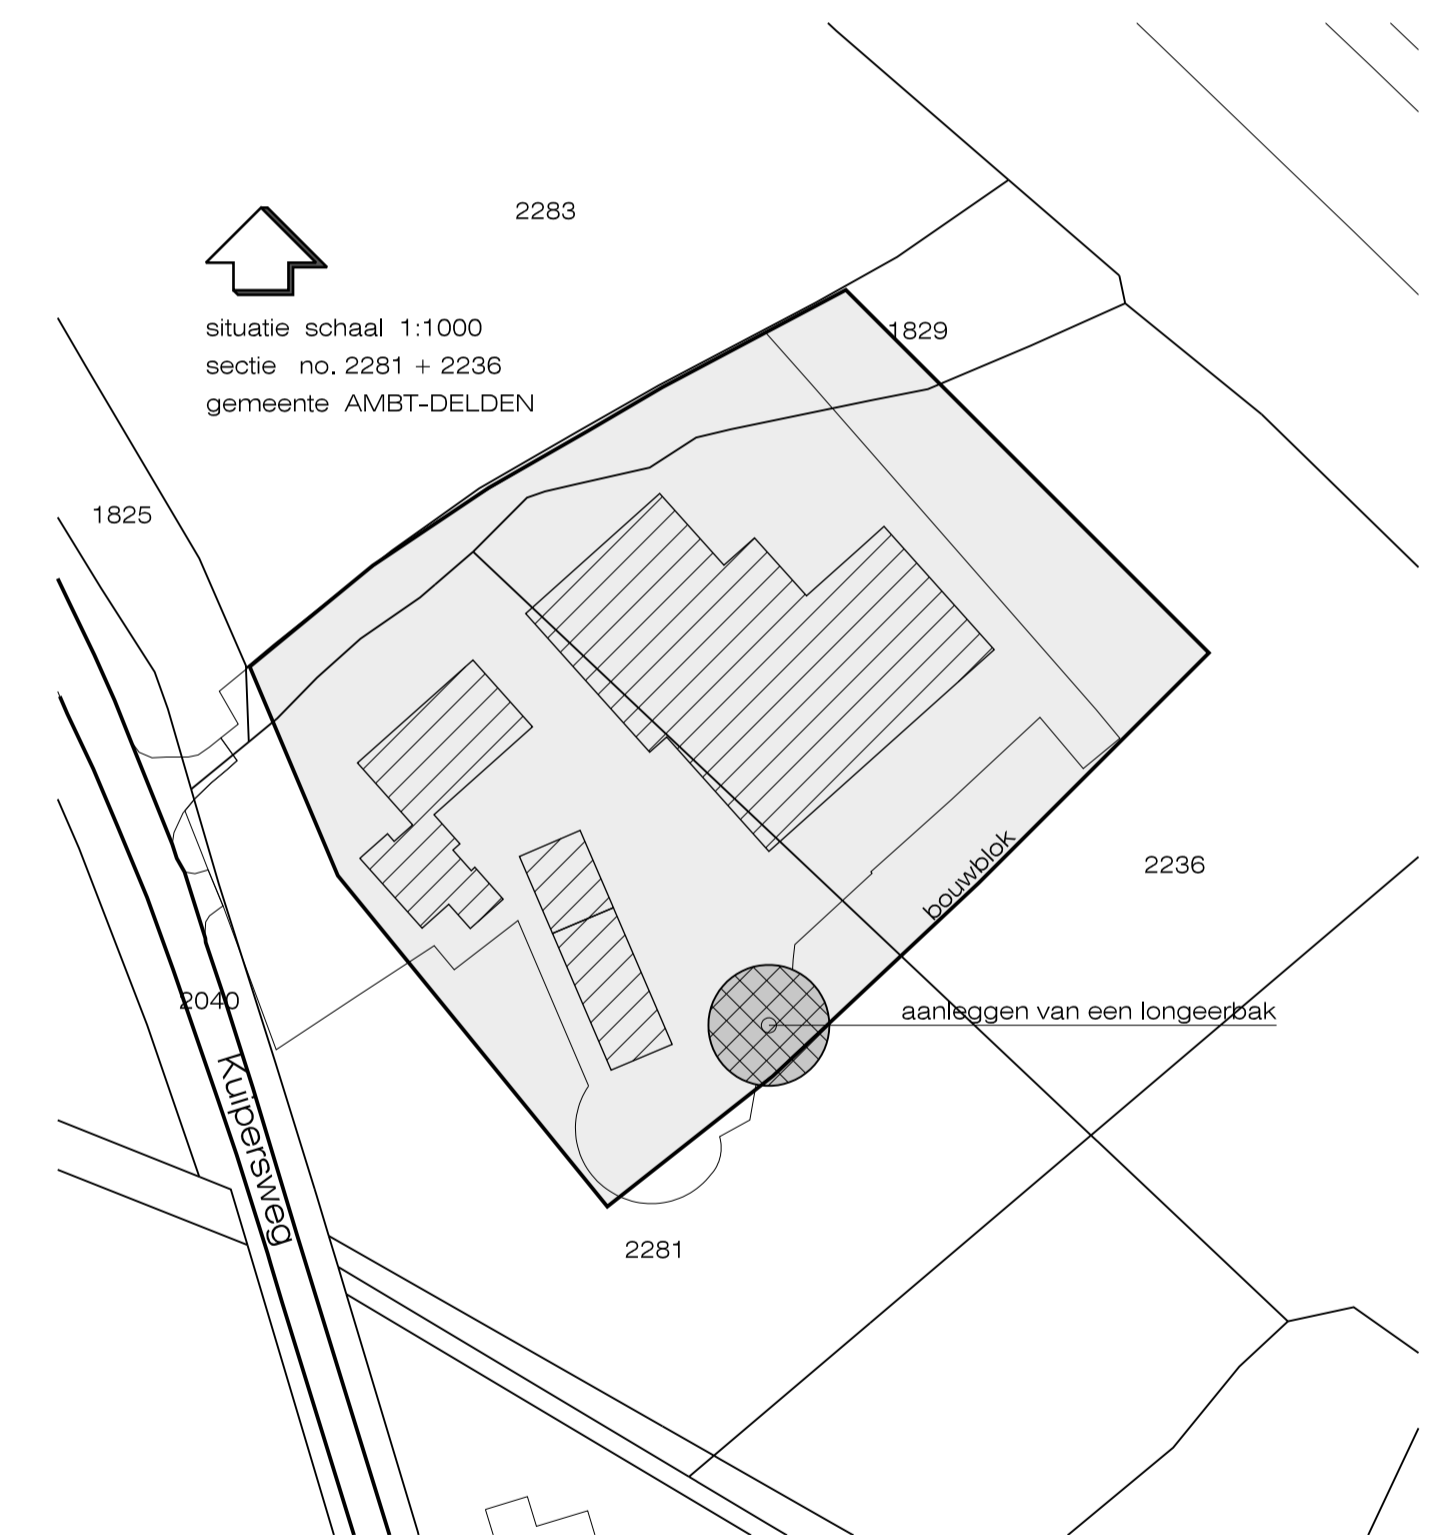 2283
situatie schaal 1:1000
sectie no. 2281 + 2236
gemeente AMBT-DELDEN
1829
1825
bouwblok
2236
2040
aanleggen van een longeerbak
Kuipersweg
2281